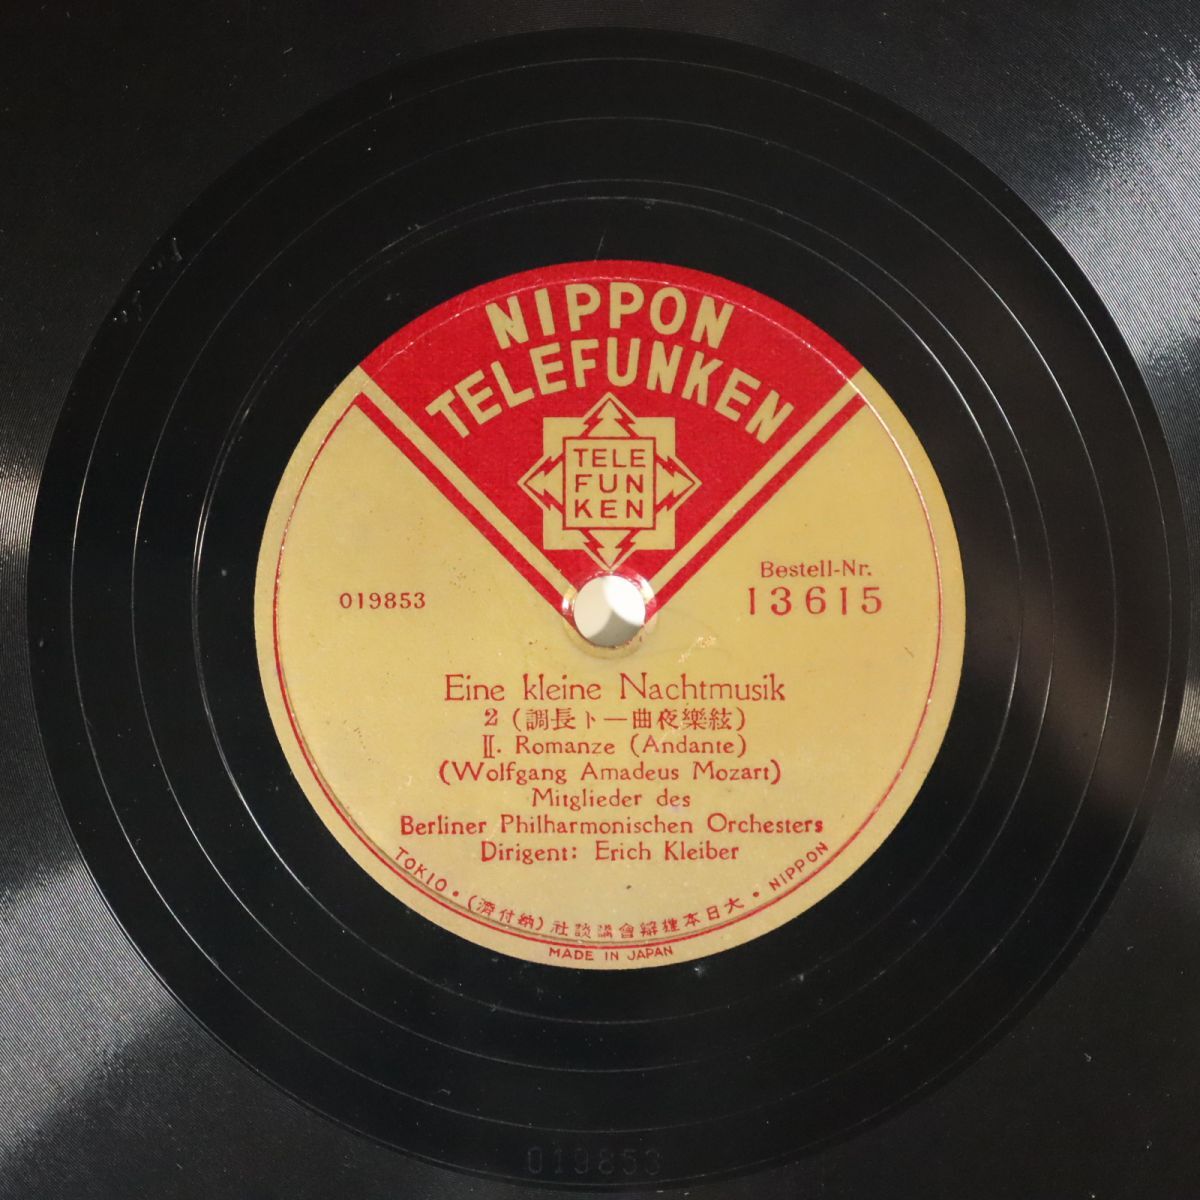 NIPPON
TELEFUNKEN
TELE
FUN
KEN
019853
Bestell-Nr.
13615
Eine kleine Nachtmusik
2 (調長ト—曲夜樂絃)
II. Romanze (Andante)
(Wolfgang Amadeus Mozart)
Mitglieder des
Berliner Philharmonischen Orchesters
Dirigent: Erich Kleiber
TOKIO • (濟付納) 社談講會辯雄本日大 • NIPPON
MADE IN JAPAN
019853